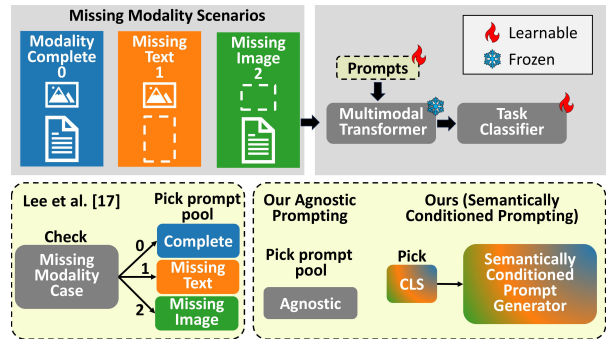 Missing Modality Scenarios
Modality
Complete
0
Missing
Text
1
Missing
Image
2
Prompts
Multimodal
Transformer
Task
Classifier
Learnable
Frozen
Lee et al. [17]
Check
Missing
Modality
Case
0
1
2
Pick prompt
pool
Complete
Missing
Text
Missing
Image
Our Agnostic
Prompting
Pick prompt
pool
Agnostic
Ours (Semantically
Conditioned Prompting)
Pick
CLS
Semantically
Conditioned
Prompt
Generator